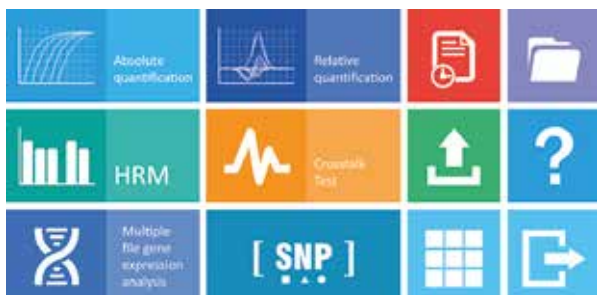 Absolute
quantification
Relative
quantification
HRM
Crosstalk
Test
?
Multiple
file gene
expression
analysis
[ SNP ]